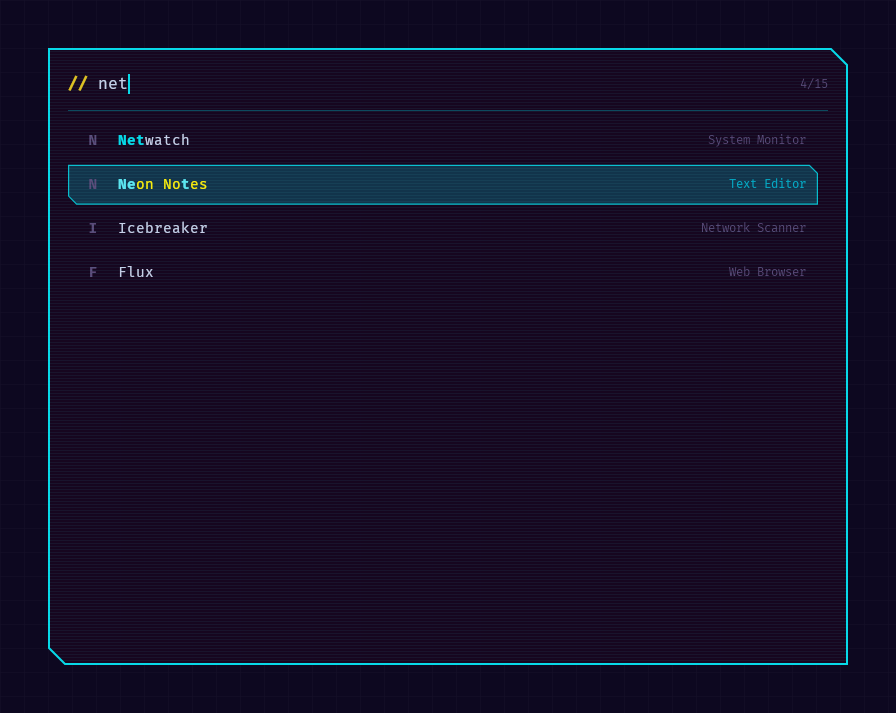 // net 4/15
N Netwatch System Monitor
N Neon Notes Text Editor
I Icebreaker Network Scanner
F Flux Web Browser